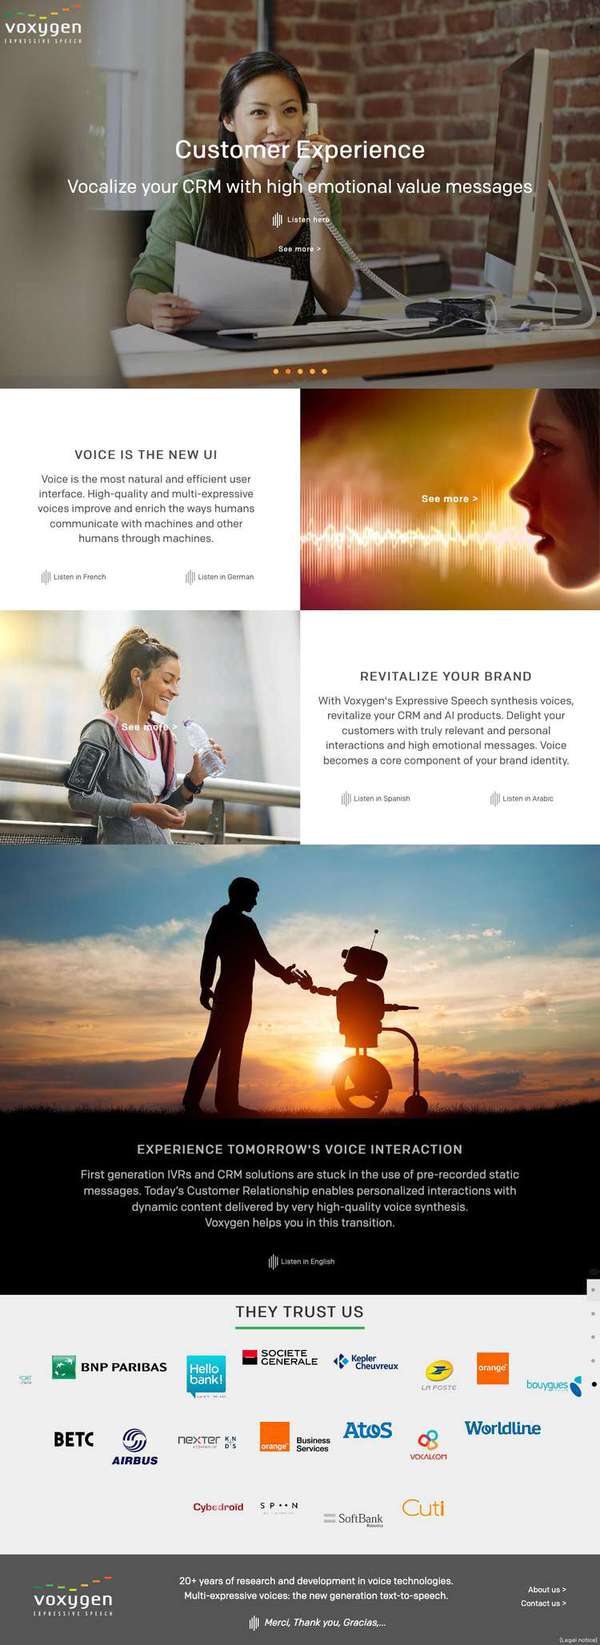 voxygen
EXPRESSIVE SPEECH
Customer Experience
Vocalize your CRM with high emotional value messages
Listen here
See more >
VOICE IS THE NEW UI
Voice is the most natural and efficient user
interface. High-quality and multi-expressive
voices improve and enrich the ways humans
communicate with machines and other
humans through machines.
Listen in French
Listen in German
See more >
See more >
REVITALIZE YOUR BRAND
With Voxygen's Expressive Speech synthesis voices,
revitalize your CRM and AI products. Delight your
customers with truly relevant and personal
interactions and high emotional messages. Voice
becomes a core component of your brand identity.
Listen in Spanish
Listen in Arabic
EXPERIENCE TOMORROW'S VOICE INTERACTION
First generation IVRs and CRM solutions are stuck in the use of pre-recorded static
messages. Today's Customer Relationship enables personalized interactions with
dynamic content delivered by very high-quality voice synthesis.
Voxygen helps you in this transition.
Listen in English
THEY TRUST US
BNP PARIBAS
Hello
bank!
SOCIETE
GENERALE
Kepler
Cheuvreux
LA POSTE
orange
bouygues
BETC
AIRBUS
nexter
KNDS
orange
Business
Services
Atos
VOCALCOM
Worldline
Cybedroid
SPOON
SoftBank
Robotics
Cuti
voxygen
EXPRESSIVE SPEECH
20+ years of research and development in voice technologies.
Multi-expressive voices: the new generation text-to-speech.
Merci, Thank you, Gracias,...
About us >
Contact us >
[Legal notice]